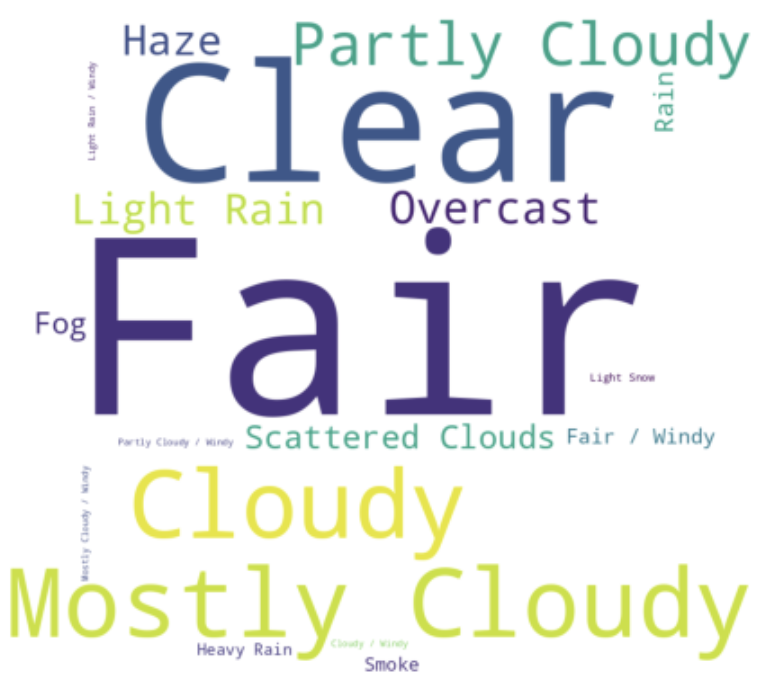 Haze
Partly Cloudy
Light Rain / Windy
Clear
Rain
Light Rain
Overcast
Fair
Fog
Light Snow
Partly Cloudy / Windy
Scattered Clouds
Fair / Windy
Mostly Cloudy / Windy
Cloudy
Mostly Cloudy
Heavy Rain
Cloudy / Windy
Smoke